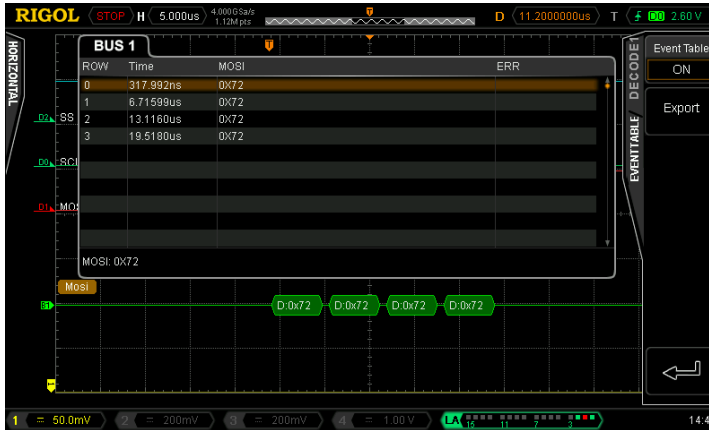 RIGOL STOP H 5.000us 4.000GSa/s 1.12M pts D 11.2000000us T D0 2.60 V
HORIZONTAL
BUS 1
ROW Time MOSI ERR
0 317.992ns 0X72
1 6.71599us 0X72
2 13.1160us 0X72
3 19.5180us 0X72
MOSI: 0X72
D2 SS
D0
D1
Mosi
B1 D:0x72 D:0x72 D:0x72 D:0x72
DECODE1
EVENTTABLE
Event Table
ON
Export
1 = 50.0mV 2 = 200mV 3 = 200mV 4 = 1.00 V LA 15 11 7 3 14:4